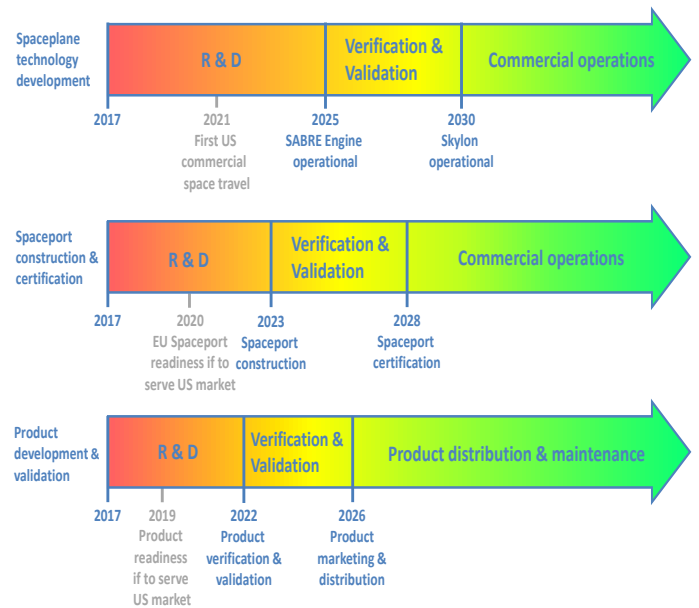 Spaceplane
technology
development
R & D
Verification &
Validation
Commercial operations
2017
2021
First US
commercial
space travel
2025
SABRE Engine
operational
2030
Skylon
operational
Spaceport
construction &
certification
R & D
Verification &
Validation
Commercial operations
2017
2020
EU Spaceport
readiness if to
serve US market
2023
Spaceport
construction
2028
Spaceport
certification
Product
development &
validation
R & D
Verification &
Validation
Product distribution & maintenance
2017
2019
Product
readiness
if to serve
US market
2022
Product
verification &
validation
2026
Product
marketing &
distribution